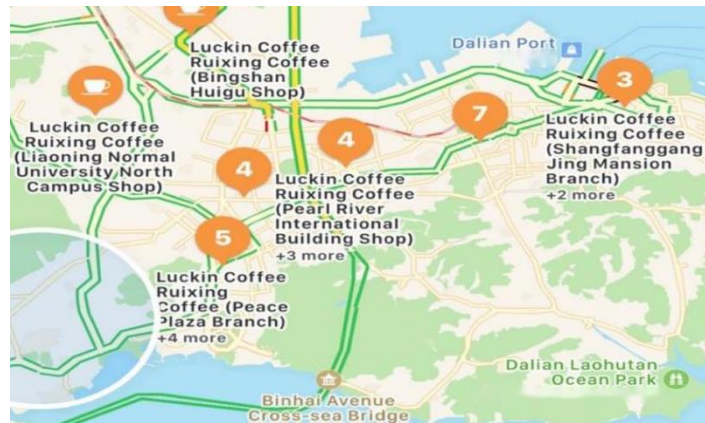 Luckin Coffee
Ruixing Coffee
(Bingshan
Huigu Shop)
Dalian Port
3
7
4
4
5
Luckin Coffee
Ruixing Coffee
(Liaoning Normal
University North
Campus Shop)
Luckin Coffee
Ruixing Coffee
(Shangfanggang
Jing Mansion
Branch)
+2 more
Luckin Coffee
Ruixing Coffee
(Pearl River
International
Building Shop)
+3 more
Luckin Coffee
Ruixing
Coffee (Peace
Plaza Branch)
+4 more
Dalian Laohutan
Ocean Park
Binhai Avenue
Cross-sea Bridge